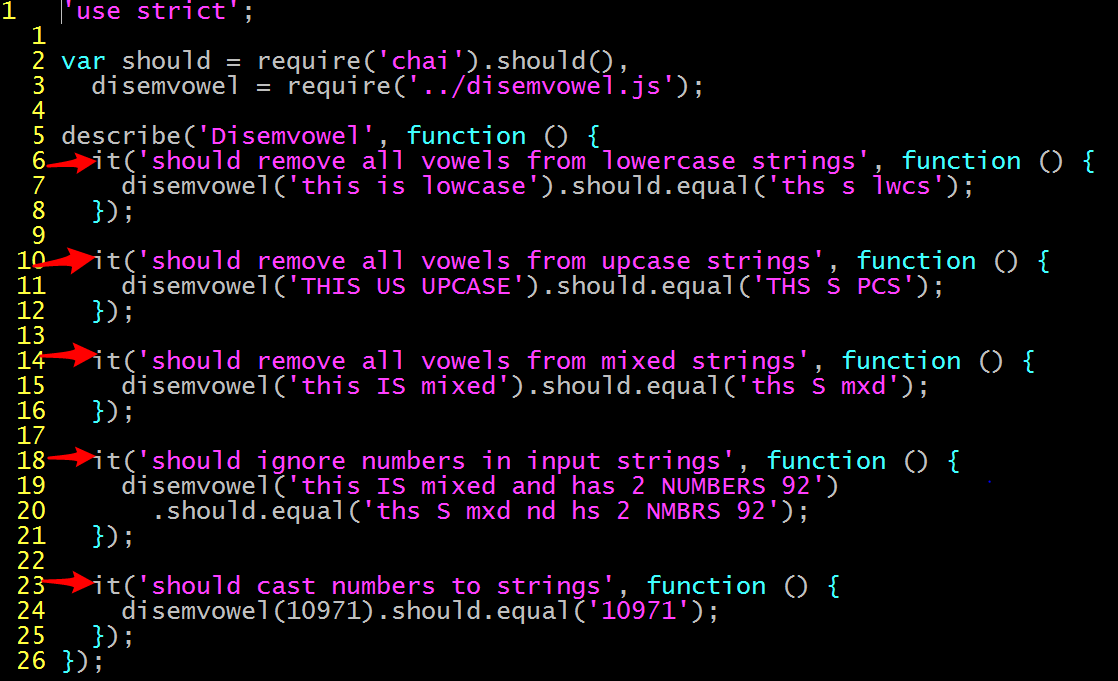 1 'use strict';
1
2 var should = require('chai').should(),
3 disemvowel = require('../disemvowel.js');
4
5 describe('Disemvowel', function () {
6 it('should remove all vowels from lowercase strings', function () {
7 disemvowel('this is lowcase').should.equal('ths s lwcs');
8 });
9
10 it('should remove all vowels from upcase strings', function () {
11 disemvowel('THIS US UPCASE').should.equal('THS S PCS');
12 });
13
14 it('should remove all vowels from mixed strings', function () {
15 disemvowel('this IS mixed').should.equal('ths S mxd');
16 });
17
18 it('should ignore numbers in input strings', function () {
19 disemvowel('this IS mixed and has 2 NUMBERS 92')
20 .should.equal('ths S mxd nd hs 2 NMBRS 92');
21 });
22
23 it('should cast numbers to strings', function () {
24 disemvowel(10971).should.equal('10971');
25 });
26 });